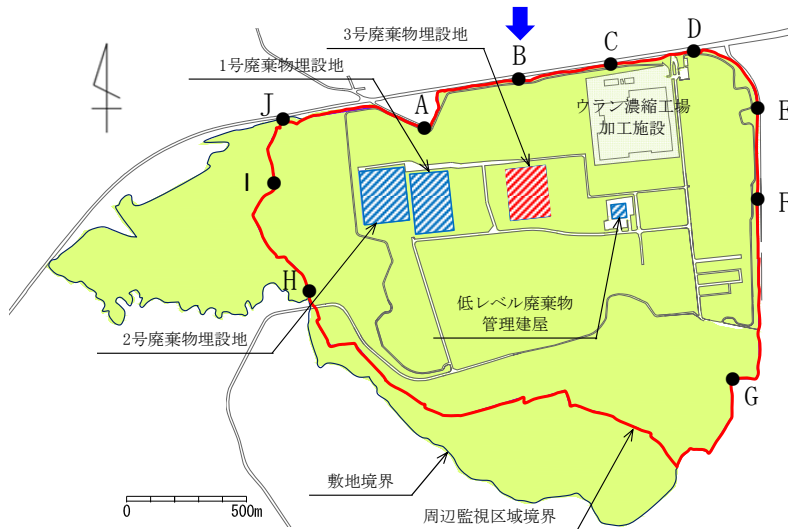 3号廃棄物埋設地
1号廃棄物埋設地
A
B
C
D
E
F
G
H
I
J
ウラン濃縮工場
加工施設
低レベル廃棄物
管理建屋
2号廃棄物埋設地
敷地境界
周辺監視区域境界
0
500m